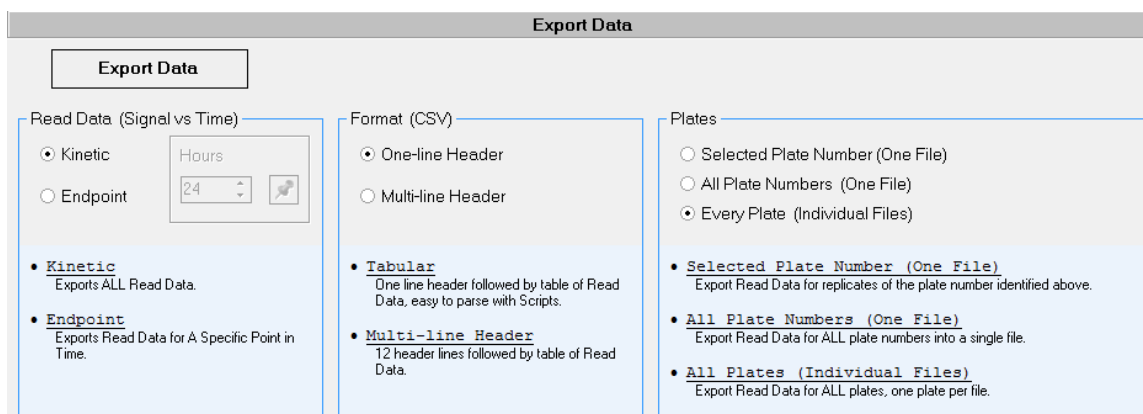 Export Data
Export Data
Read Data (Signal vs Time)
Kinetic
Hours
24
Endpoint
Format (CSV)
One-line Header
Multi-line Header
Plates
Selected Plate Number (One File)
All Plate Numbers (One File)
Every Plate (Individual Files)
• Kinetic
Exports ALL Read Data.
• Endpoint
Exports Read Data for A Specific Point in
Time.
• Tabular
One line header followed by table of Read
Data, easy to parse with Scripts.
• Multi-line Header
12 header lines followed by table of Read
Data.
• Selected Plate Number (One File)
Export Read Data for replicates of the plate number identified above.
• All Plate Numbers (One File)
Export Read Data for ALL plate numbers into a single file.
• All Plates (Individual Files)
Export Read Data for ALL plates, one plate per file.